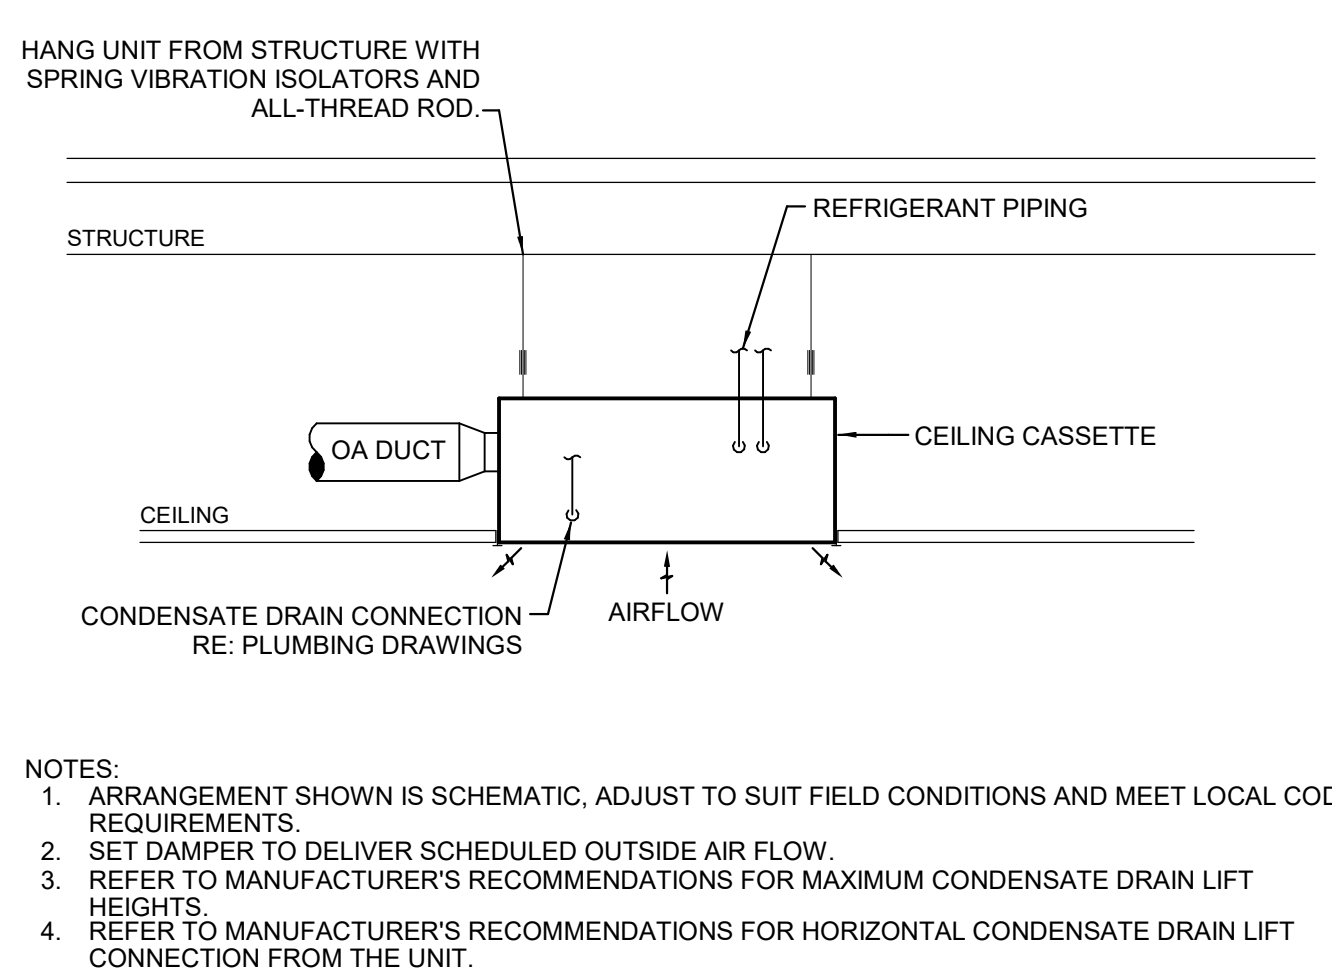 HANG UNIT FROM STRUCTURE WITH
SPRING VIBRATION ISOLATORS AND
ALL-THREAD ROD.
REFRIGERANT PIPING
STRUCTURE
OA DUCT
CEILING CASSETTE
CEILING
CONDENSATE DRAIN CONNECTION
RE: PLUMBING DRAWINGS
AIRFLOW
NOTES:
1. ARRANGEMENT SHOWN IS SCHEMATIC, ADJUST TO SUIT FIELD CONDITIONS AND MEET LOCAL
REQUIREMENTS.
2. SET DAMPER TO DELIVER SCHEDULED OUTSIDE AIR FLOW.
3. REFER TO MANUFACTURER'S RECOMMENDATIONS FOR MAXIMUM CONDENSATE DRAIN LIFT
HEIGHTS.
4. REFER TO MANUFACTURER'S RECOMMENDATIONS FOR HORIZONTAL CONDENSATE DRAIN LIFT
CONNECTION FROM THE UNIT.